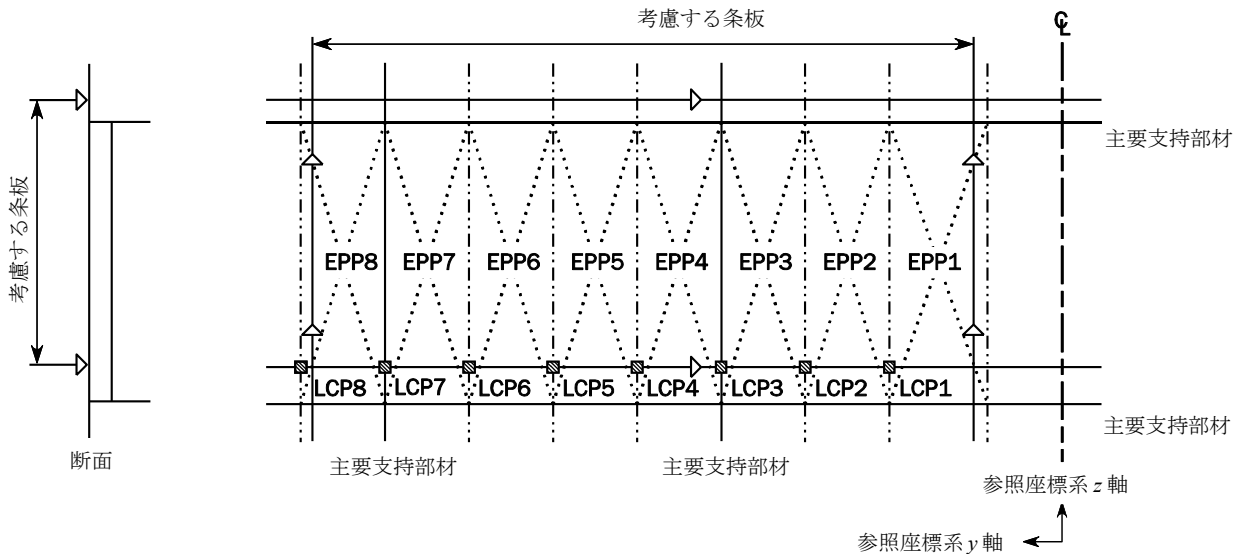 考慮する条板
℄
主要支持部材
考慮する条板
EPP8 EPP7 EPP6 EPP5 EPP4 EPP3 EPP2 EPP1
LCP8 LCP7 LCP6 LCP5 LCP4 LCP3 LCP2 LCP1
主要支持部材
断面
主要支持部材 主要支持部材
参照座標系 z 軸
参照座標系 y 軸